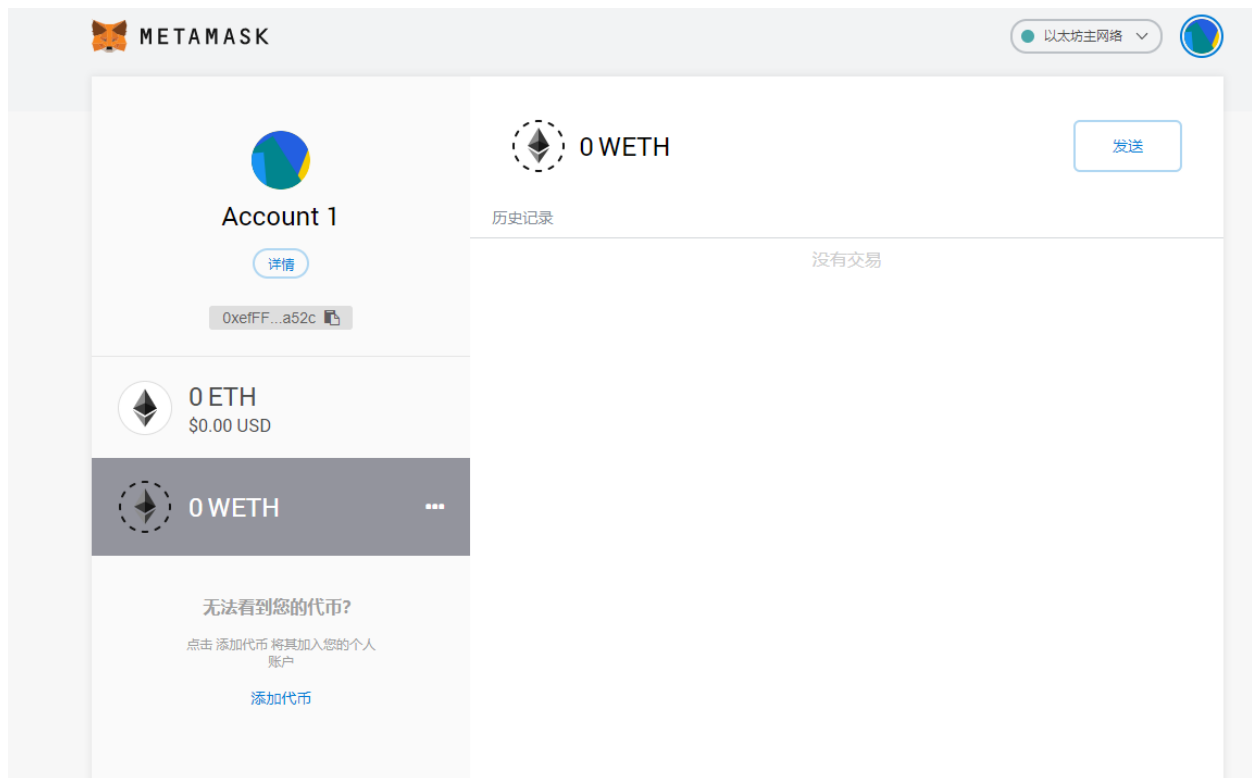 METAMASK
以太坊主网络
Account 1
详情
0xefFF...a52c
0 ETH
$0.00 USD
0 WETH
•••
无法看到您的代币?
点击 添加代币 将其加入您的个人
账户
添加代币
0 WETH
发送
历史记录
没有交易